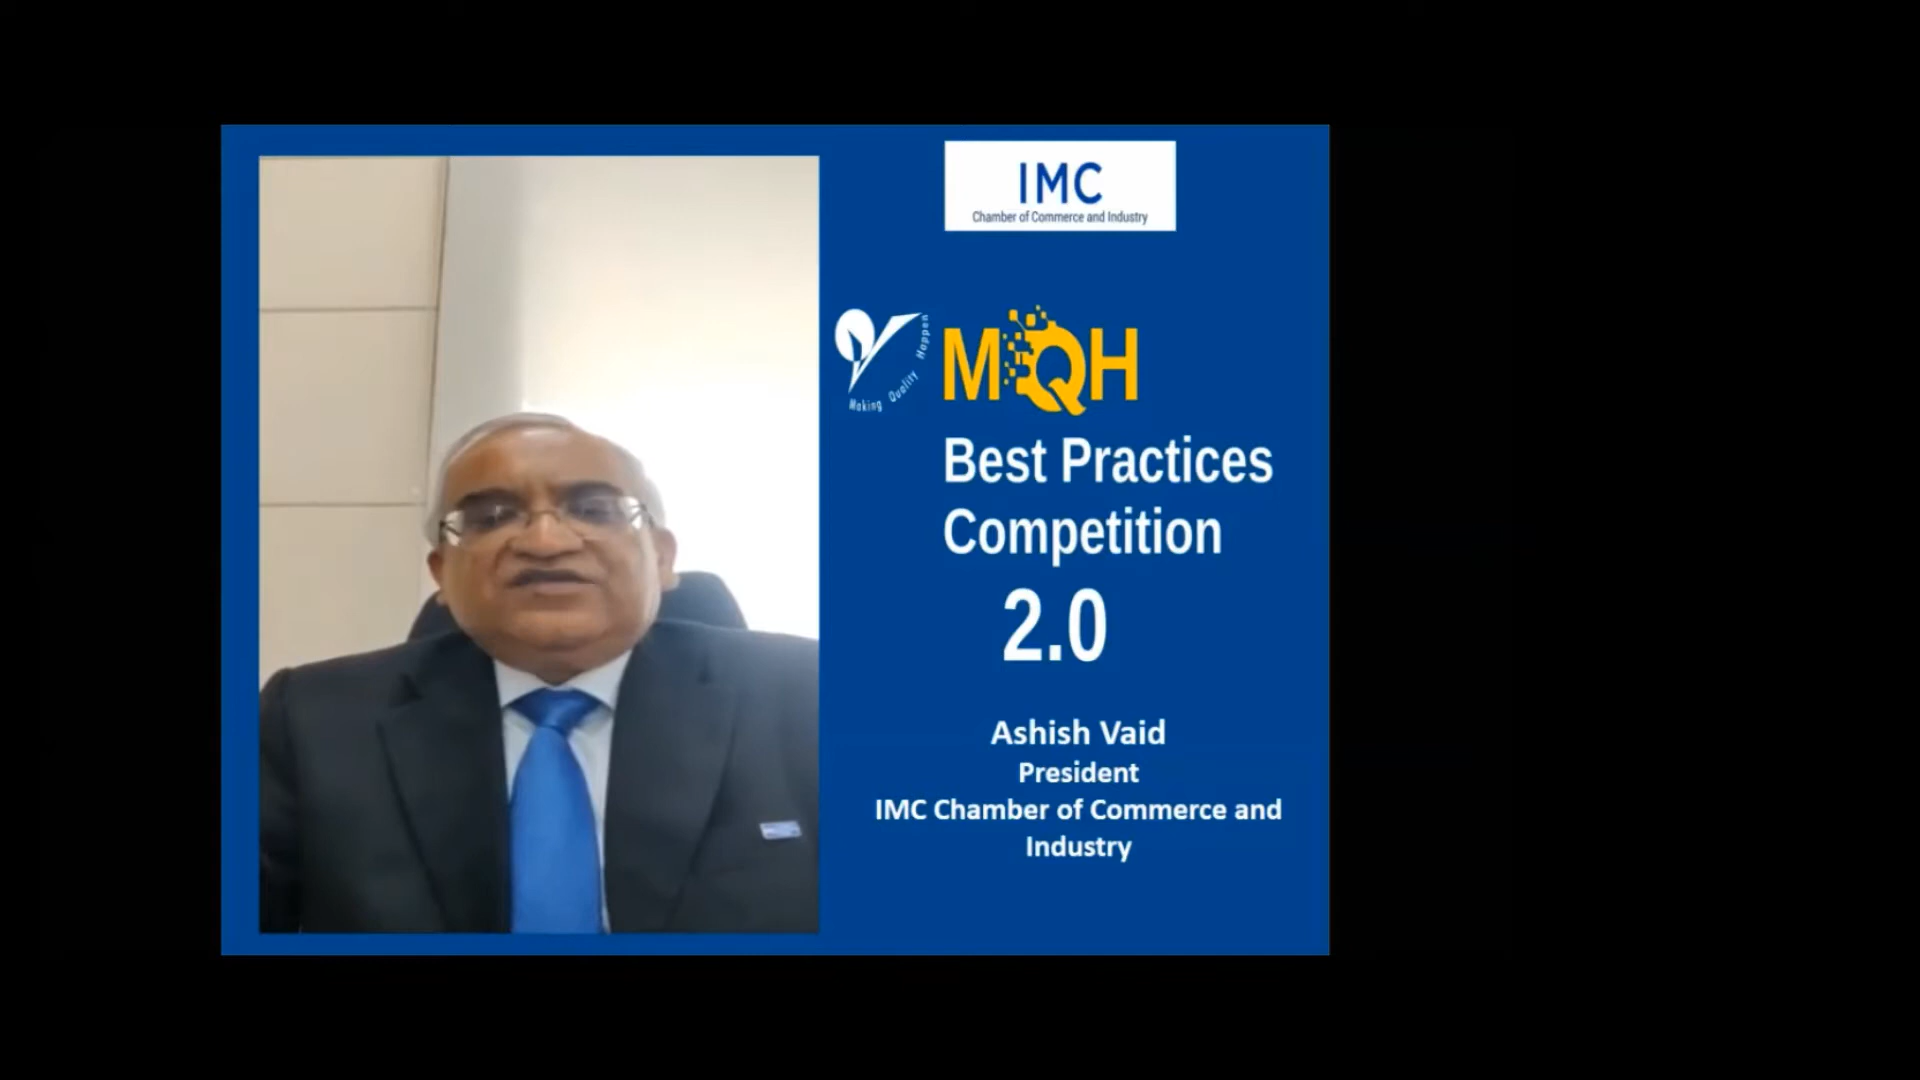 IMC
Chamber of Commerce and Industry
Making Quality Happen
MQH
Best Practices
Competition
2.0
Ashish Vaid
President
IMC Chamber of Commerce and
Industry